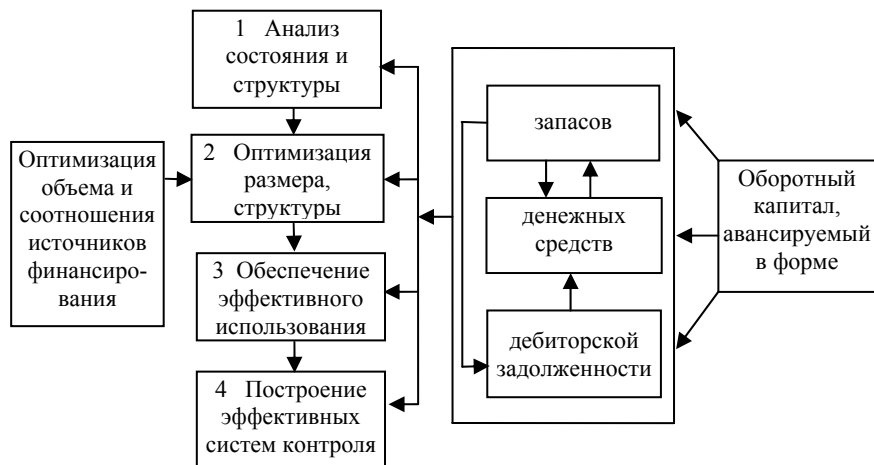 1 Анализ
состояния и
структуры
2 Оптимизация
размера,
структуры
3 Обеспечение
эффективного
использования
4 Построение
эффективных
систем контроля
Оптимизация
объема и
соотношения
источников
финансиро-
вания
запасов
денежных
средств
дебиторской
задолженности
Оборотный
капитал,
авансируемый
в форме